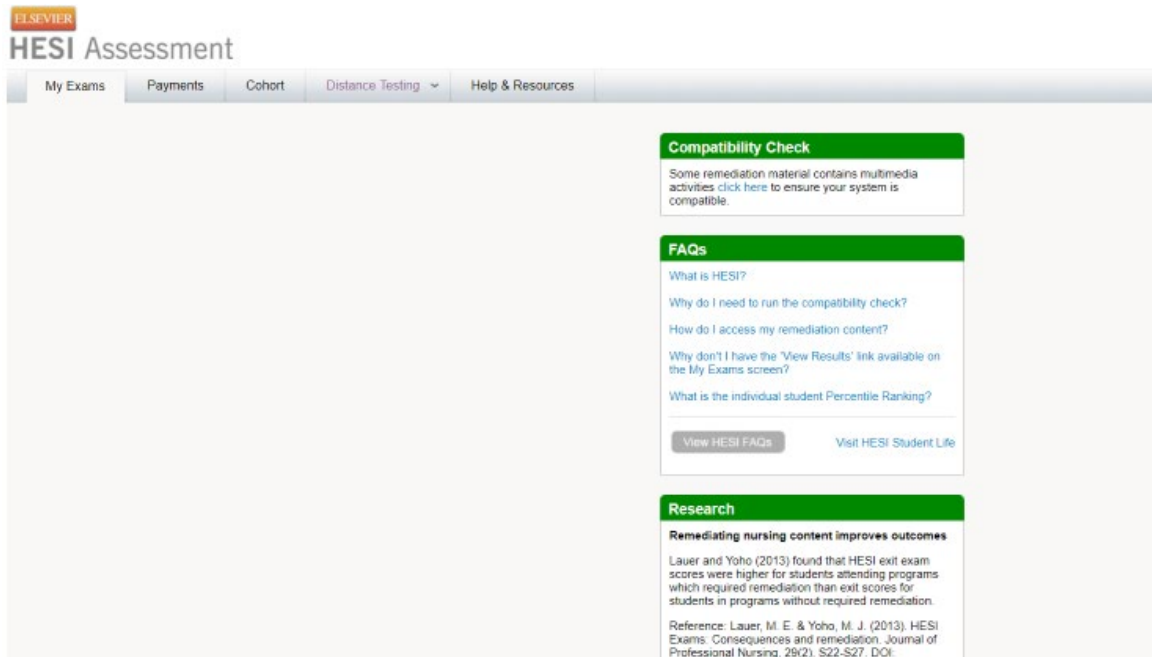 ELSEVIER
HESI Assessment
My Exams Payments Cohort Distance Testing Help & Resources
Compatibility Check
Some remediation material contains multimedia
activities click here to ensure your system is
compatible.
FAQs
What is HESI?
Why do I need to run the compatibility check?
How do I access my remediation content?
Why don't I have the 'View Results' link available on
the My Exams screen?
What is the individual student Percentile Ranking?
View HESI FAQs Visit HESI Student Life
Research
Remediating nursing content improves outcomes
Lauer and Yoho (2013) found that HESI exit exam
scores were higher for students attending programs
which required remediation than exit scores for
students in programs without required remediation.
Reference: Lauer, M. E. & Yoho, M. J. (2013). HESI
Exams: Consequences and remediation. Journal of
Professional Nursing, 29(2), S22-S27. DOI: